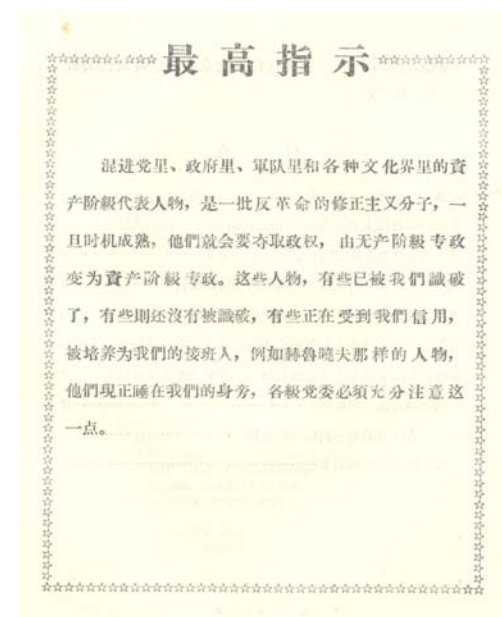 最高指示
混进党里、政府里、軍队里和各种文化界里的資
产阶級代表人物，是一批反革命的修正主义分子，一
旦时机成熟，他們就会要夺取政权，由无产阶級专政
变为資产阶級专政。这些人物，有些已被我們識破
了，有些則还沒有被識破，有些正在受到我們信用，
被培养为我們的接班人，例如赫魯曉夫那样的人物，
他們現正睡在我們的身旁，各級党委必須充分注意这
一点。